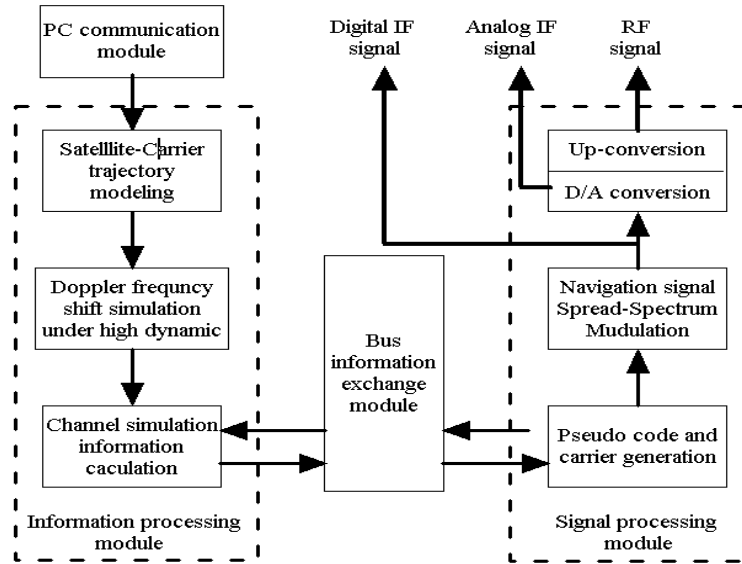 PC communication
module
Digital IF
signal
Analog IF
signal
RF
signal
Satelllite-Carrier
trajectory
modeling
Up-conversion
D/A conversion
Doppler frequncy
shift simulation
under high dynamic
Bus
information
exchange
module
Navigation signal
Spread-Spectrum
Mudulation
Channel simulation
information
caculation
Pseudo code and
carrier generation
Information processing
module
Signal processing
module